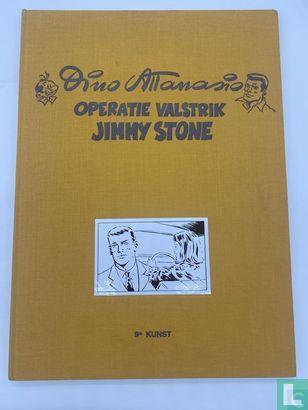 Dino Attanasio
OPERATIE VALSTRIK
JIMMY STONE
9e KUNST